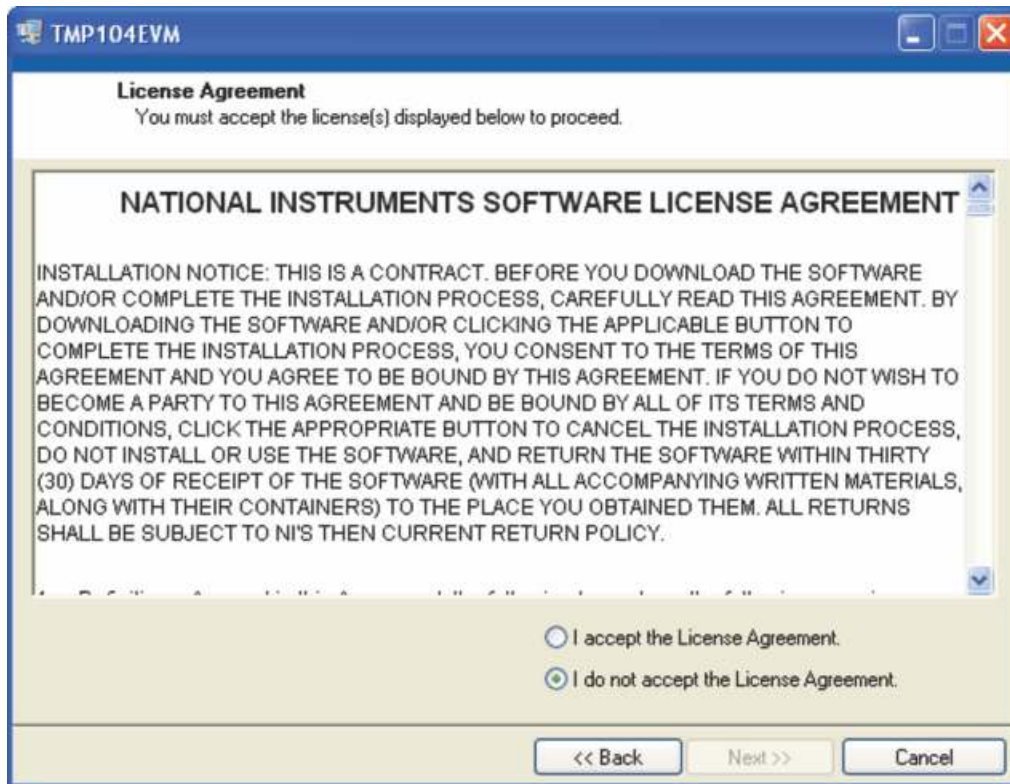 TMP104EVM
License Agreement
You must accept the license(s) displayed below to proceed.
NATIONAL INSTRUMENTS SOFTWARE LICENSE AGREEMENT
INSTALLATION NOTICE: THIS IS A CONTRACT. BEFORE YOU DOWNLOAD THE SOFTWARE
AND/OR COMPLETE THE INSTALLATION PROCESS, CAREFULLY READ THIS AGREEMENT. BY
DOWNLOADING THE SOFTWARE AND/OR CLICKING THE APPLICABLE BUTTON TO
COMPLETE THE INSTALLATION PROCESS, YOU CONSENT TO THE TERMS OF THIS
AGREEMENT AND YOU AGREE TO BE BOUND BY THIS AGREEMENT. IF YOU DO NOT WISH TO
BECOME A PARTY TO THIS AGREEMENT AND BE BOUND BY ALL OF ITS TERMS AND
CONDITIONS, CLICK THE APPROPRIATE BUTTON TO CANCEL THE INSTALLATION PROCESS,
DO NOT INSTALL OR USE THE SOFTWARE, AND RETURN THE SOFTWARE WITHIN THIRTY
(30) DAYS OF RECEIPT OF THE SOFTWARE (WITH ALL ACCOMPANYING WRITTEN MATERIALS,
ALONG WITH THEIR CONTAINERS) TO THE PLACE YOU OBTAINED THEM. ALL RETURNS
SHALL BE SUBJECT TO NI'S THEN CURRENT RETURN POLICY.
I accept the License Agreement.
I do not accept the License Agreement.
<< Back
Next >>
Cancel